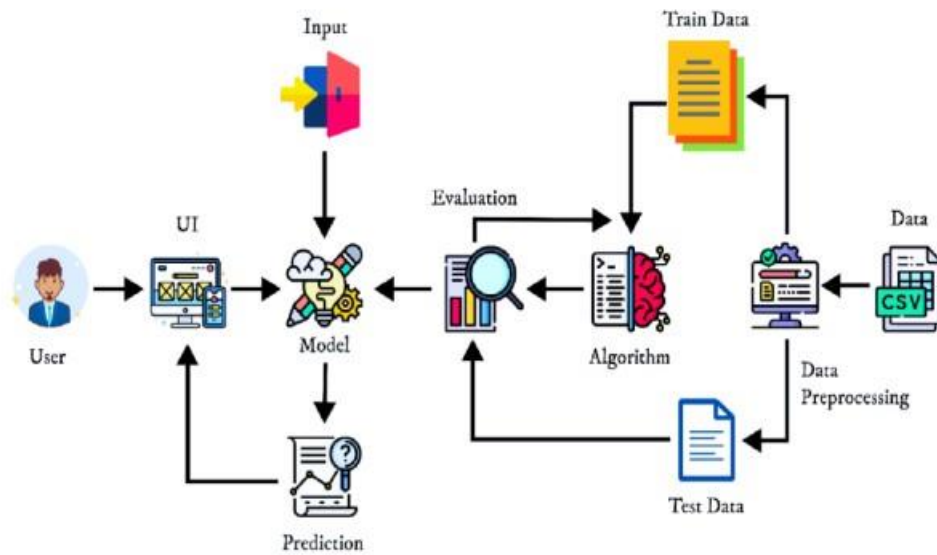 Input
Train Data
Evaluation
UI
Data
CSV
User
Model
Algorithm
Data
Preprocessing
Test Data
Prediction